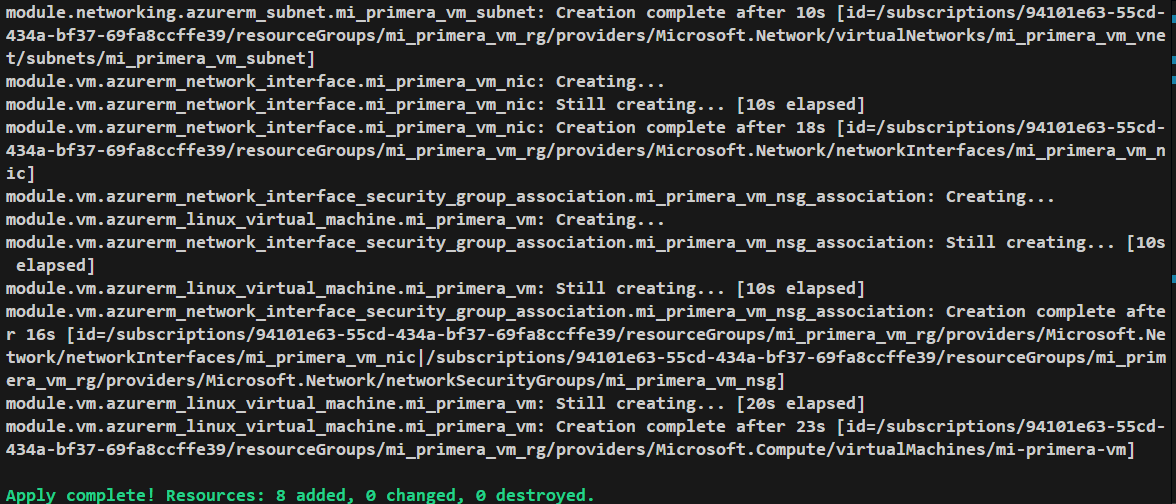 module.networking.azurerm_subnet.mi_primera_vm_subnet: Creation complete after 10s [id=/subscriptions/94101e63-55cd-
434a-bf37-69fa8ccffe39/resourceGroups/mi_primera_vm_rg/providers/Microsoft.Network/virtualNetworks/mi_primera_vm_vne
t/subnets/mi_primera_vm_subnet]
module.vm.azurerm_network_interface.mi_primera_vm_nic: Creating...
module.vm.azurerm_network_interface.mi_primera_vm_nic: Still creating... [10s elapsed]
module.vm.azurerm_network_interface.mi_primera_vm_nic: Creation complete after 18s [id=/subscriptions/94101e63-55cd-
434a-bf37-69fa8ccffe39/resourceGroups/mi_primera_vm_rg/providers/Microsoft.Network/networkInterfaces/mi_primera_vm_n
ic]
module.vm.azurerm_network_interface_security_group_association.mi_primera_vm_nsg_association: Creating...
module.vm.azurerm_linux_virtual_machine.mi_primera_vm: Creating...
module.vm.azurerm_network_interface_security_group_association.mi_primera_vm_nsg_association: Still creating... [10s
 elapsed]
module.vm.azurerm_linux_virtual_machine.mi_primera_vm: Still creating... [10s elapsed]
module.vm.azurerm_network_interface_security_group_association.mi_primera_vm_nsg_association: Creation complete afte
r 16s [id=/subscriptions/94101e63-55cd-434a-bf37-69fa8ccffe39/resourceGroups/mi_primera_vm_rg/providers/Microsoft.Ne
twork/networkInterfaces/mi_primera_vm_nic|/subscriptions/94101e63-55cd-434a-bf37-69fa8ccffe39/resourceGroups/mi_prim
era_vm_rg/providers/Microsoft.Network/networkSecurityGroups/mi_primera_vm_nsg]
module.vm.azurerm_linux_virtual_machine.mi_primera_vm: Still creating... [20s elapsed]
module.vm.azurerm_linux_virtual_machine.mi_primera_vm: Creation complete after 23s [id=/subscriptions/94101e63-55cd-
434a-bf37-69fa8ccffe39/resourceGroups/mi_primera_vm_rg/providers/Microsoft.Compute/virtualMachines/mi-primera-vm]
Apply complete! Resources: 8 added, 0 changed, 0 destroyed.